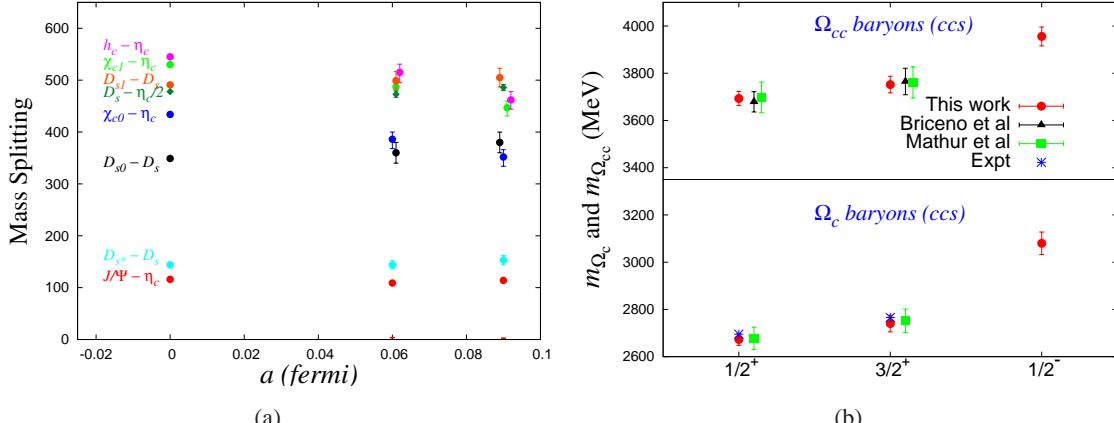 600
500
400
300
200
100
0
Mass Splitting
h_c – η_c
χ_c1 – η_c
D_s1 – D_s
D_s – η_c/2
χ_c0 – η_c
D_s0 – D_s
D_s* – D_s
J/Ψ – η_c
-0.02 0 0.02 0.04 0.06 0.08 0.1
a (fermi)
(a)
m_Ω_c and m_Ω_cc (MeV)
4000
3800
3600
3400
3200
3000
2800
2600
Ω_cc baryons (ccs)
This work
Briceno et al
Mathur et al
Expt
Ω_c baryons (ccs)
1/2⁺ 3/2⁺ 1/2⁻
(b)